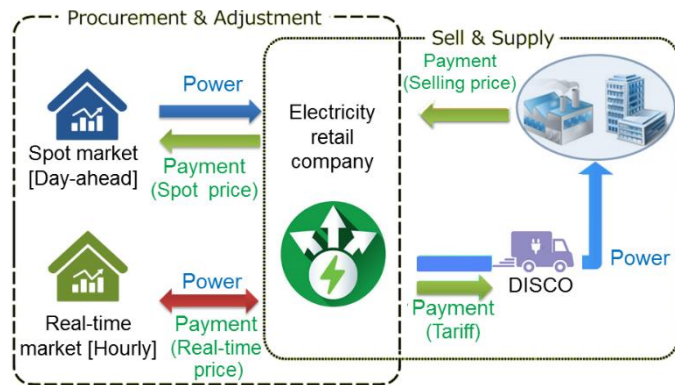 Procurement & Adjustment
Sell & Supply
Power
Payment
(Spot price)
Spot market
[Day-ahead]
Electricity
retail
company
Payment
(Selling price)
Power
Payment
(Real-time
price)
Real-time
market [Hourly]
Payment
(Tariff)
DISCO
Power